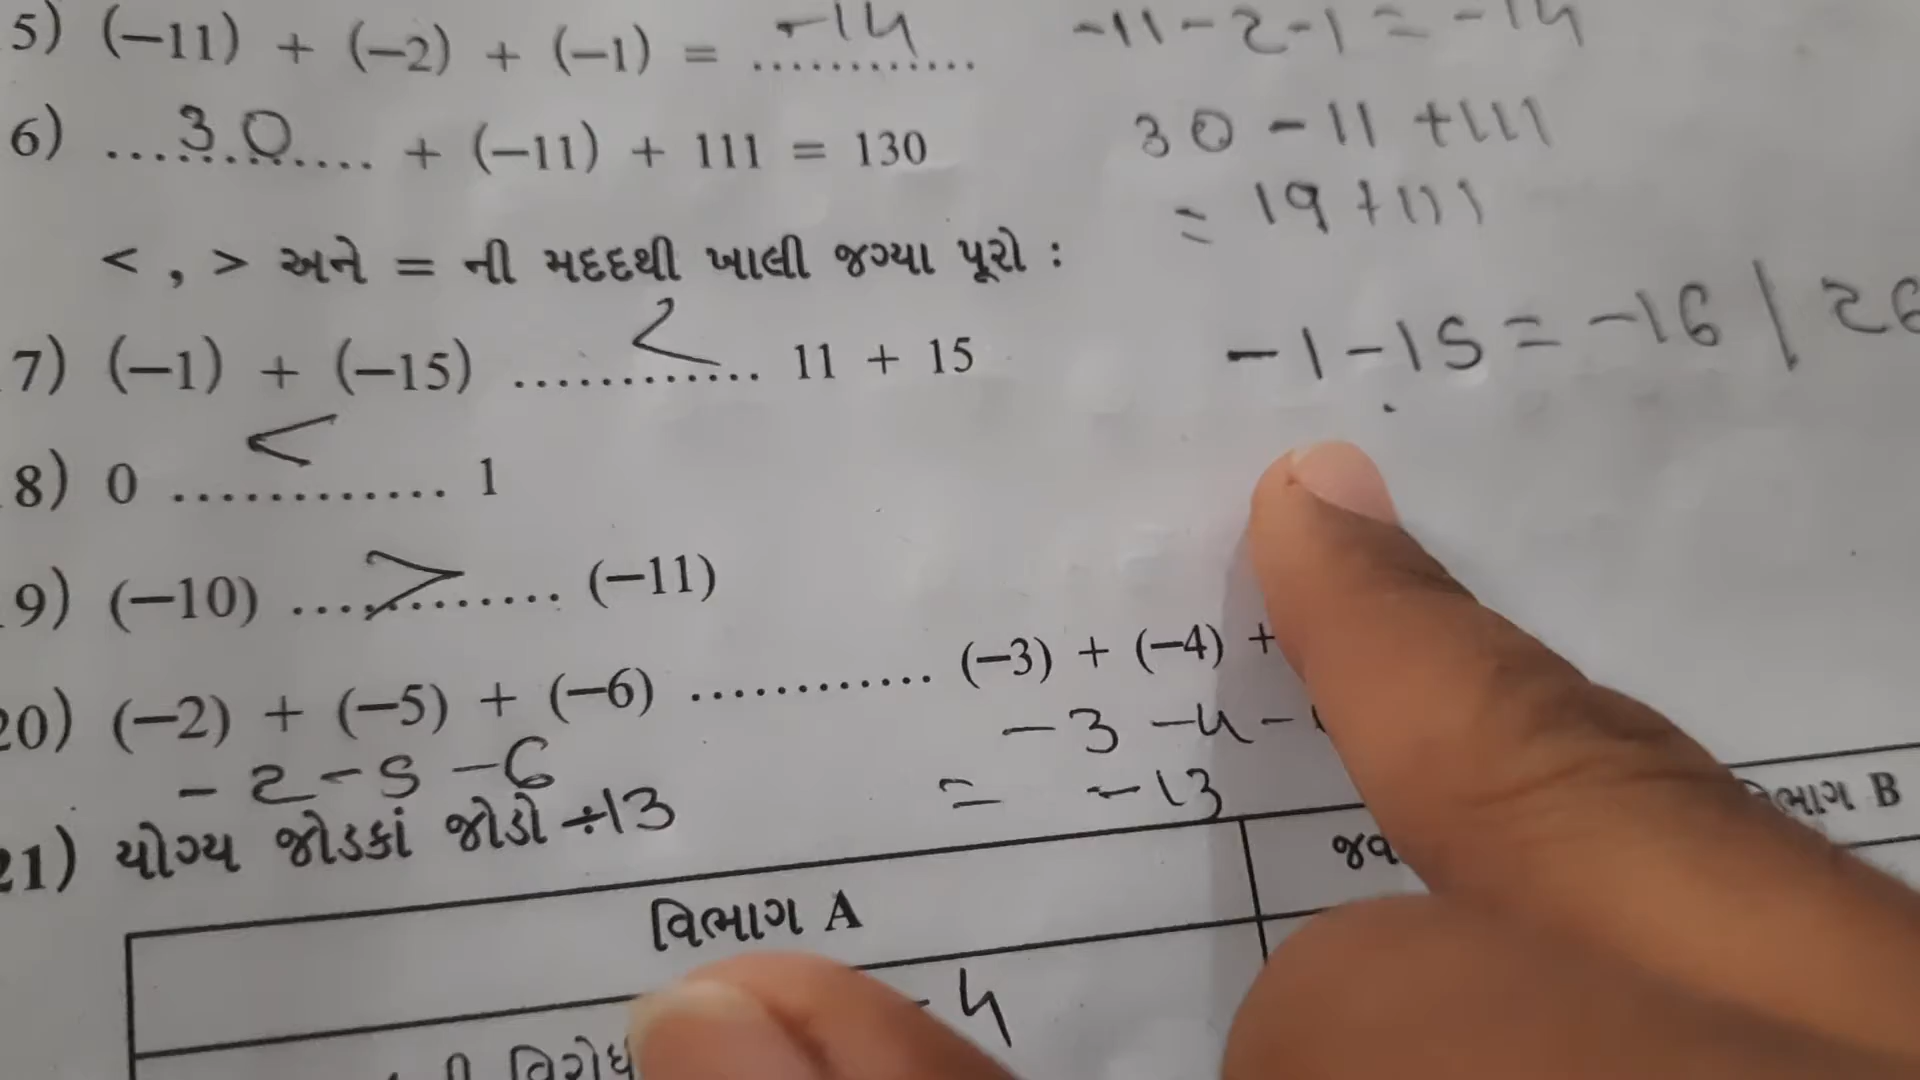 5) (−11) + (−2) + (−1) = −14 ............ −11−2−1 = −14
6) ....30.... + (−11) + 111 = 130 30 − 11 + 111
= 19 + 111
< , > અને = ની મદદથી ખાલી જગ્યા પૂરો :
7) (−1) + (−15) ......<...... 11 + 15 −1−15 = −16 | 26
8) 0 ......<...... 1
9) (−10) ......>...... (−11)
20) (−2) + (−5) + (−6) ............ (−3) + (−4) +
−2−5−6 −3−4−
= −13
21) યોગ્ય જોડકાં જોડો ÷13
વિભાગ A વિભાગ B
4